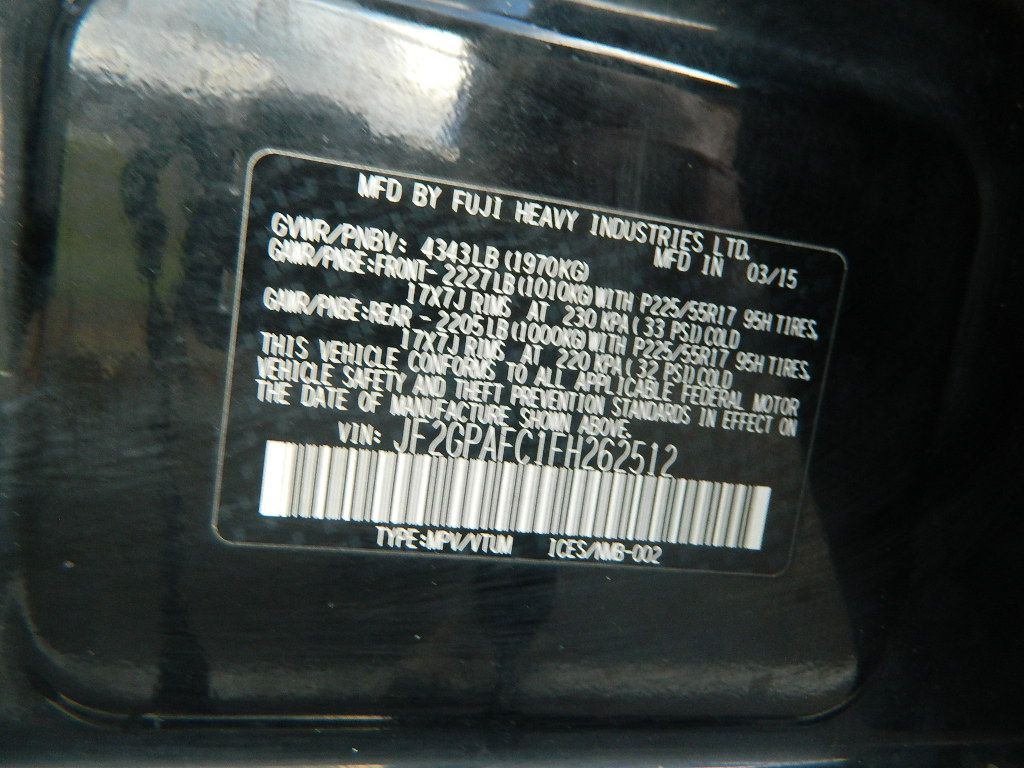 MFD BY FUJI HEAVY INDUSTRIES LTD.
MFD IN 03/15
GVWR/PNBV: 4343LB(1970KG)
GAWR/PNBE:FRONT- 2227LB(1010KG)WITH P225/55R17 95H TIRES,
17X7J RIMS AT 230 KPA( 33 PSI)COLD
GAWR/PNBE:REAR - 2205LB(1000KG)WITH P225/55R17 95H TIRES,
17X7J RIMS AT 220 KPA( 32 PSI)COLD
THIS VEHICLE CONFORMS TO ALL APPLICABLE FEDERAL MOTOR
VEHICLE SAFETY AND THEFT PREVENTION STANDARDS IN EFFECT ON
THE DATE OF MANUFACTURE SHOWN ABOVE.
VIN: JF2GPAFC1FH262512
TYPE:MPV/VTUM ICES/NMB-002